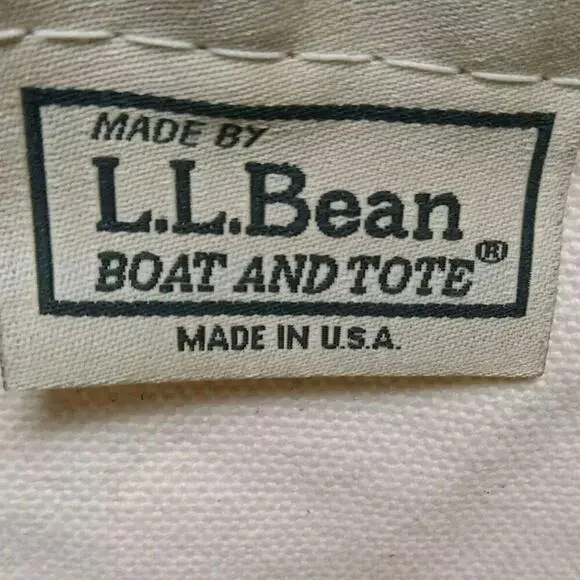 MADE BY
L.L.Bean
BOAT AND TOTE®
MADE IN U.S.A.